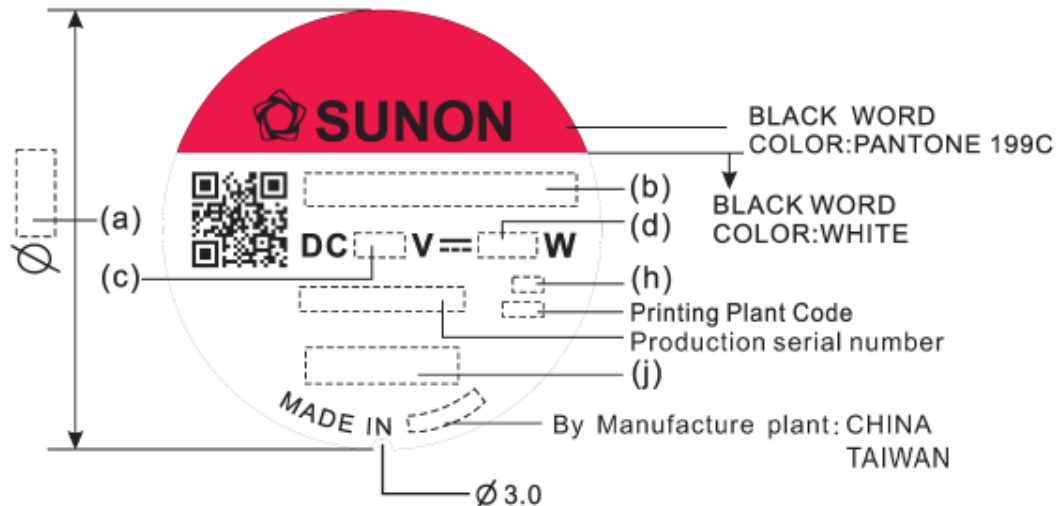 SUNON
BLACK WORD
COLOR:PANTONE 199C
(a)
(b)
BLACK WORD
COLOR:WHITE
DC V⎓ W
(d)
(c)
(h)
Printing Plant Code
Production serial number
(j)
MADE IN
By Manufacture plant: CHINA
TAIWAN
Ø
Ø 3.0